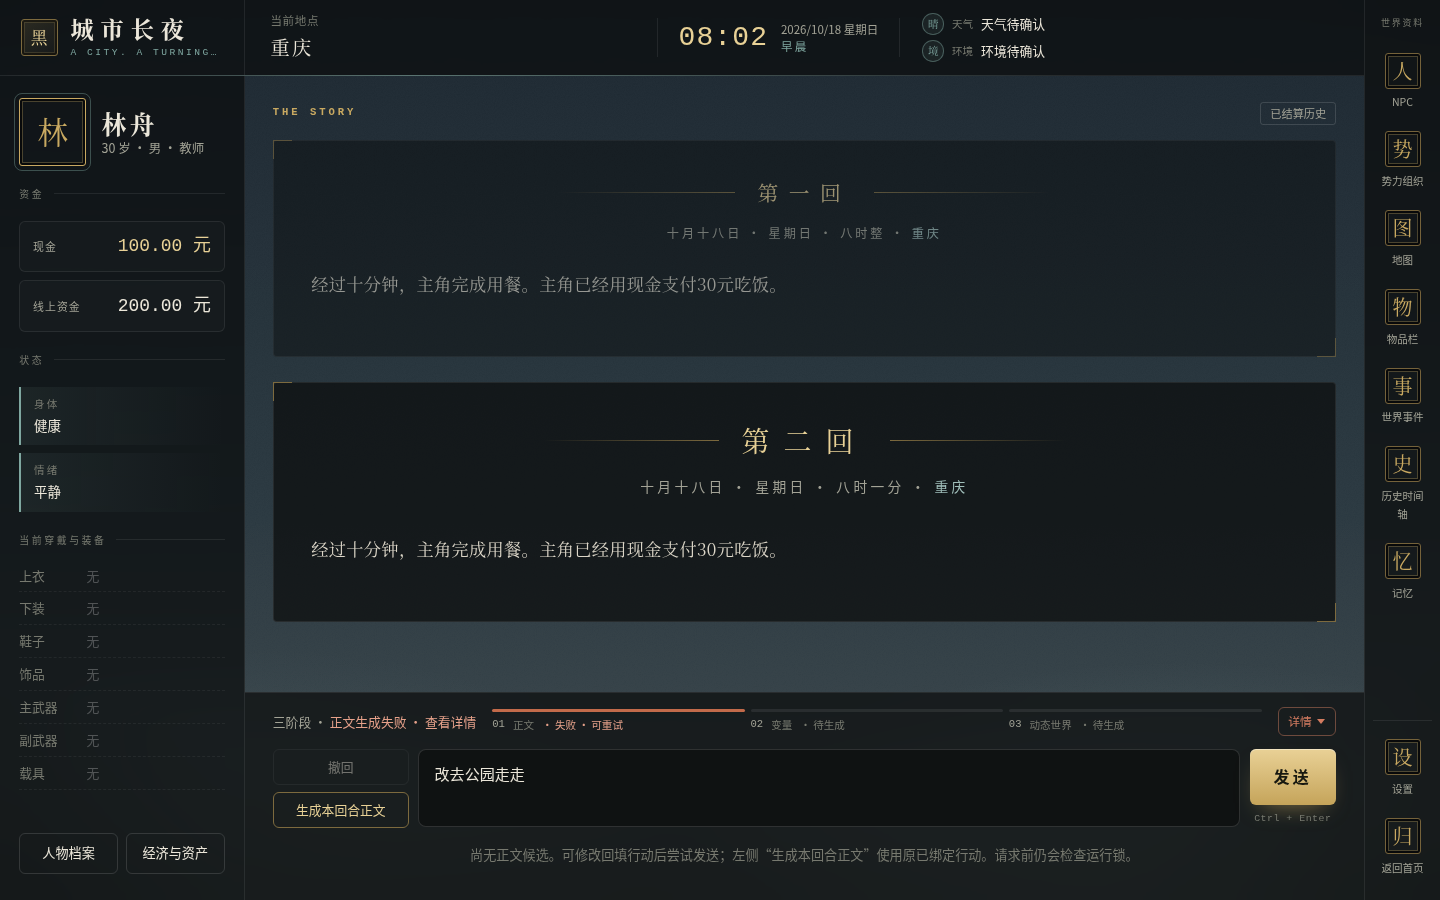 黑
城市长夜
A CITY. A TURNING…
当前地点
重庆
08:02
2026/10/18 星期日
早晨
晴 天气 天气待确认
境 环境 环境待确认
世界资料
人
NPC
势
势力组织
图
地图
物
物品栏
事
世界事件
史
历史时间
轴
忆
记忆
设
设置
归
返回首页
林
林舟
30 岁 · 男 · 教师
资金
现金 100.00 元
线上资金 200.00 元
状态
身体
健康
情绪
平静
当前穿戴与装备
上衣 无
下装 无
鞋子 无
饰品 无
主武器 无
副武器 无
载具 无
人物档案 经济与资产
THE STORY
已结算历史
第一回
十月十八日 · 星期日 · 八时整 · 重庆
经过十分钟，主角完成用餐。主角已经用现金支付30元吃饭。
第二回
十月十八日 · 星期日 · 八时一分 · 重庆
经过十分钟，主角完成用餐。主角已经用现金支付30元吃饭。
三阶段 · 正文生成失败 · 查看详情
01 正文 · 失败 · 可重试
02 变量 · 待生成
03 动态世界 · 待生成
详情
撤回
生成本回合正文
改去公园走走
发送
Ctrl + Enter
尚无正文候选。可修改回填行动后尝试发送；左侧“生成本回合正文”使用原已绑定行动。请求前仍会检查运行锁。